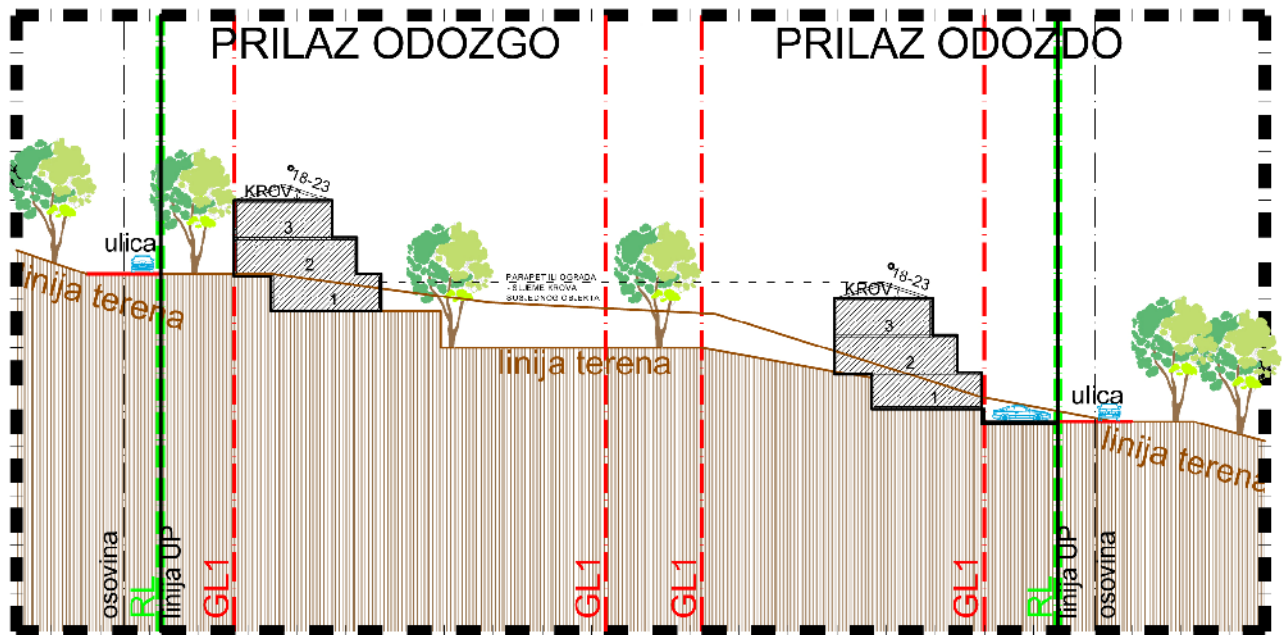 PRILAZ ODOZGO
PRILAZ ODOZDO
°18-23
KROV
3
2
1
ulica
linija terena
PARAPET ILI OGRADA
- SLJEME KROVA
SUSJEDNOG OBJEKTA
°18-23
KROV
3
2
1
ulica
linija terena
linija terena
osovina
RL
linija UP
GL1
GL1
GL1
GL1
RL
linija UP
osovina